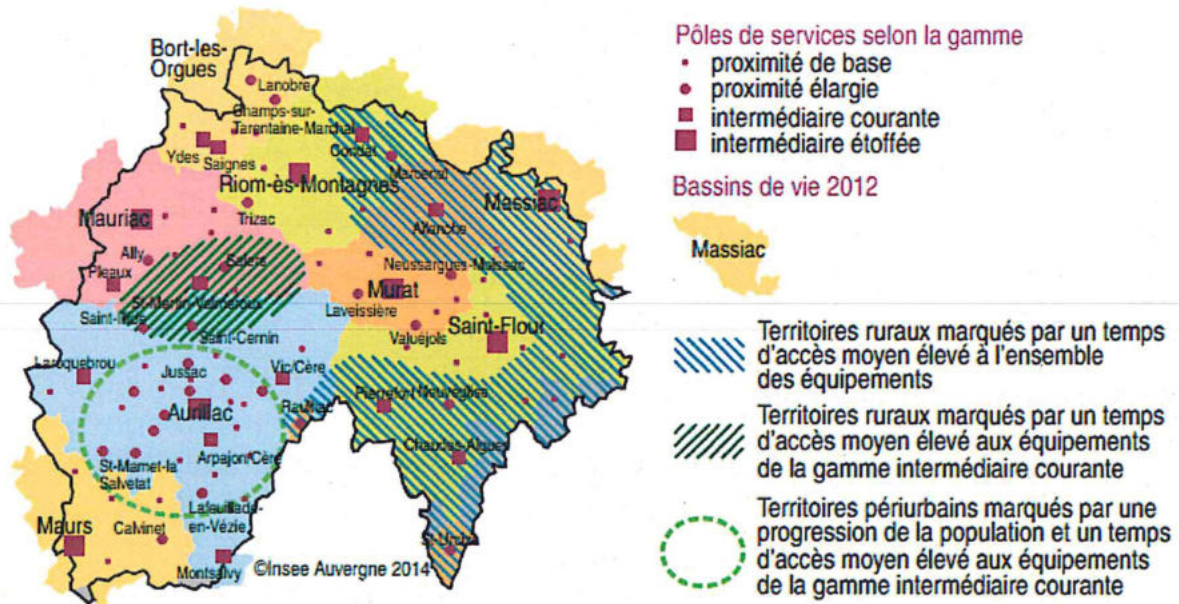 Bort-les-
Orgues
Lanobre
Champs-sur-
Tarentaine-Marchal
Condat
Marcenat
Ydes
Saignes
Riom-ès-Montagnes
Massiac
Mauriac
Trizac
Allanche
Ally
Salers
Neussargues-Moissac
Pleaux
Murat
St-Martin Valmeroux
Laveissière
Saint-Illide
Saint-Cernin
Valuéjols
Saint-Flour
Laroquebrou
Jussac
Vic/Cère
Aurillac
Raulhac
Pierrefort
Neuvéglise
Arpajon/Cère
Chaudes-Aigues
St-Mamet-la
Salvetat
Lafeuillade-
en-Vézie
Maurs
Calvinet
St-Urcize
Montsalvy
©Insee Auvergne 2014
Pôles de services selon la gamme
proximité de base
proximité élargie
intermédiaire courante
intermédiaire étoffée
Bassins de vie 2012
Massiac
Territoires ruraux marqués par un temps
d'accès moyen élevé à l'ensemble
des équipements
Territoires ruraux marqués par un temps
d'accès moyen élevé aux équipements
de la gamme intermédiaire courante
Territoires périurbains marqués par une
progression de la population et un temps
d'accès moyen élevé aux équipements
de la gamme intermédiaire courante